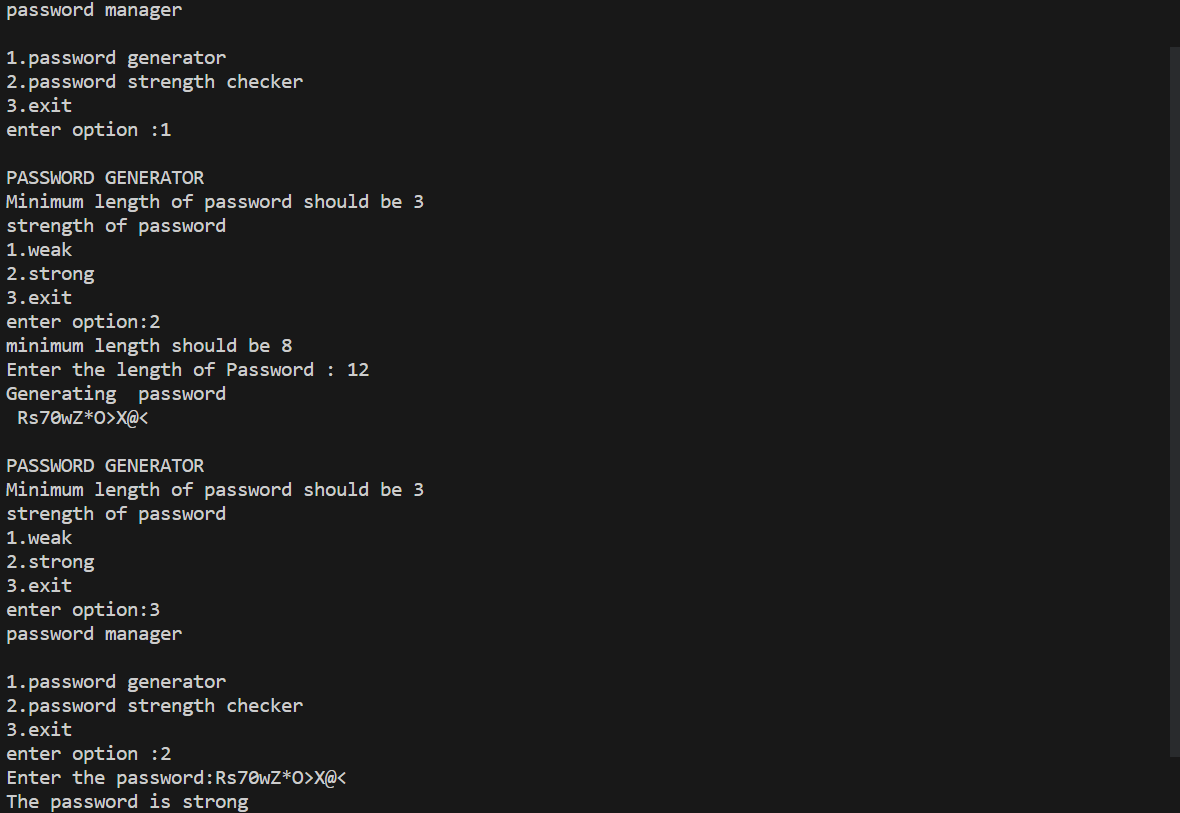 password manager

1.password generator
2.password strength checker
3.exit
enter option :1

PASSWORD GENERATOR
Minimum length of password should be 3
strength of password
1.weak
2.strong
3.exit
enter option:2
minimum length should be 8
Enter the length of Password : 12
Generating  password
 Rs70wZ*O>X@<

PASSWORD GENERATOR
Minimum length of password should be 3
strength of password
1.weak
2.strong
3.exit
enter option:3
password manager

1.password generator
2.password strength checker
3.exit
enter option :2
Enter the password:Rs70wZ*O>X@<
The password is strong